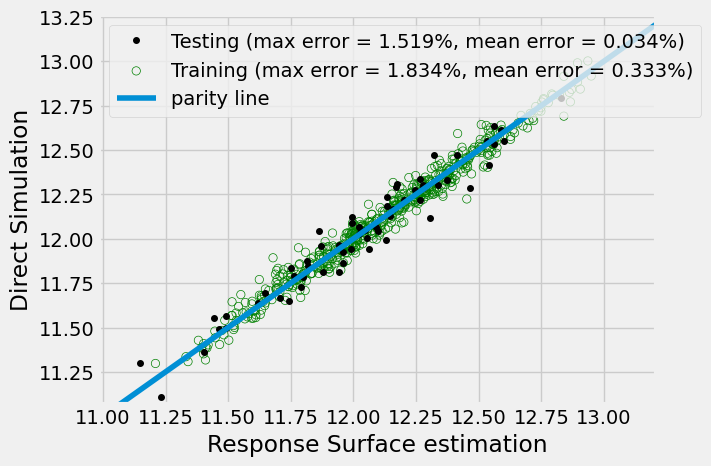 13.25
13.00
12.75
12.50
12.25
12.00
11.75
11.50
11.25
Direct Simulation
Testing (max error = 1.519%, mean error = 0.034%)
Training (max error = 1.834%, mean error = 0.333%)
parity line
11.00 11.25 11.50 11.75 12.00 12.25 12.50 12.75 13.00
Response Surface estimation